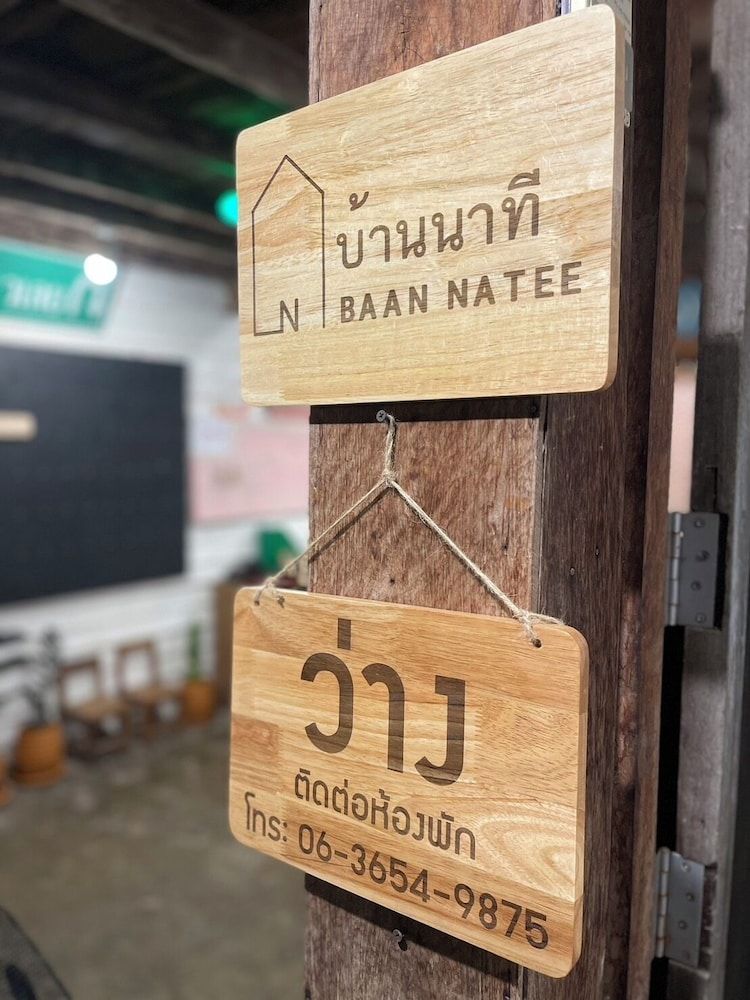 บ้านนาที
BAAN NATEE
N
ว่าง
ติดต่อห้องพัก
โทร: 06-3654-9875